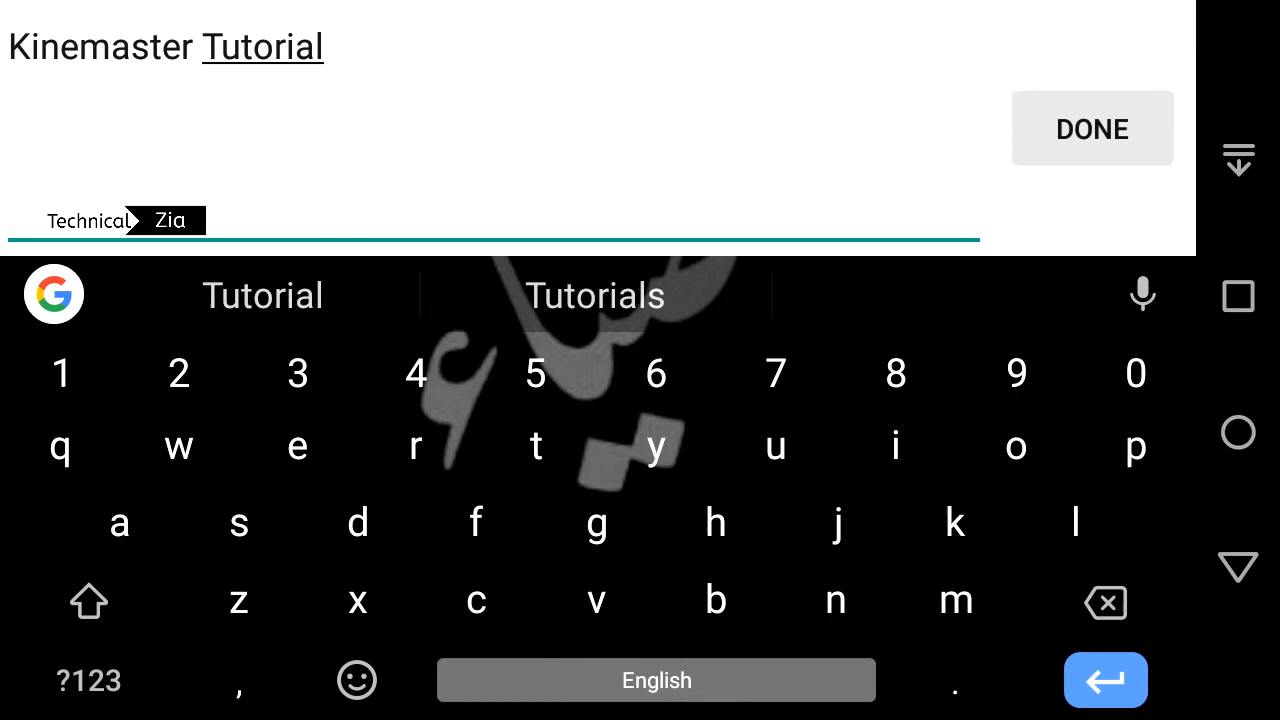 Kinemaster Tutorial
DONE
Technical Zia
Tutorial Tutorials
1 2 3 4 5 6 7 8 9 0
q w e r t y u i o p
a s d f g h j k l
z x c v b n m
?123 , English .